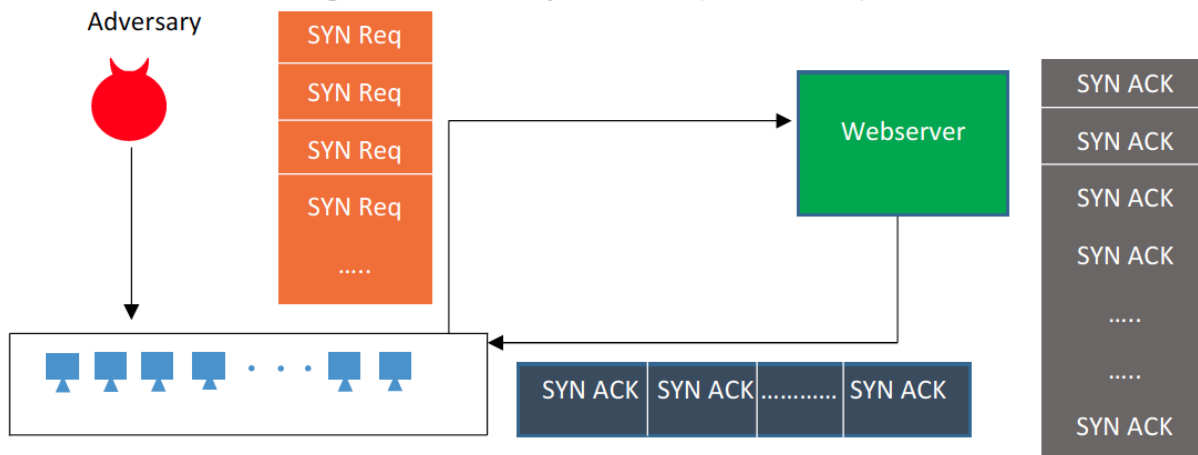 Adversary
SYN Req
SYN Req
SYN Req
SYN Req
.....
Webserver
SYN ACK
SYN ACK
SYN ACK
SYN ACK
.....
.....
SYN ACK
SYN ACK SYN ACK ............ SYN ACK